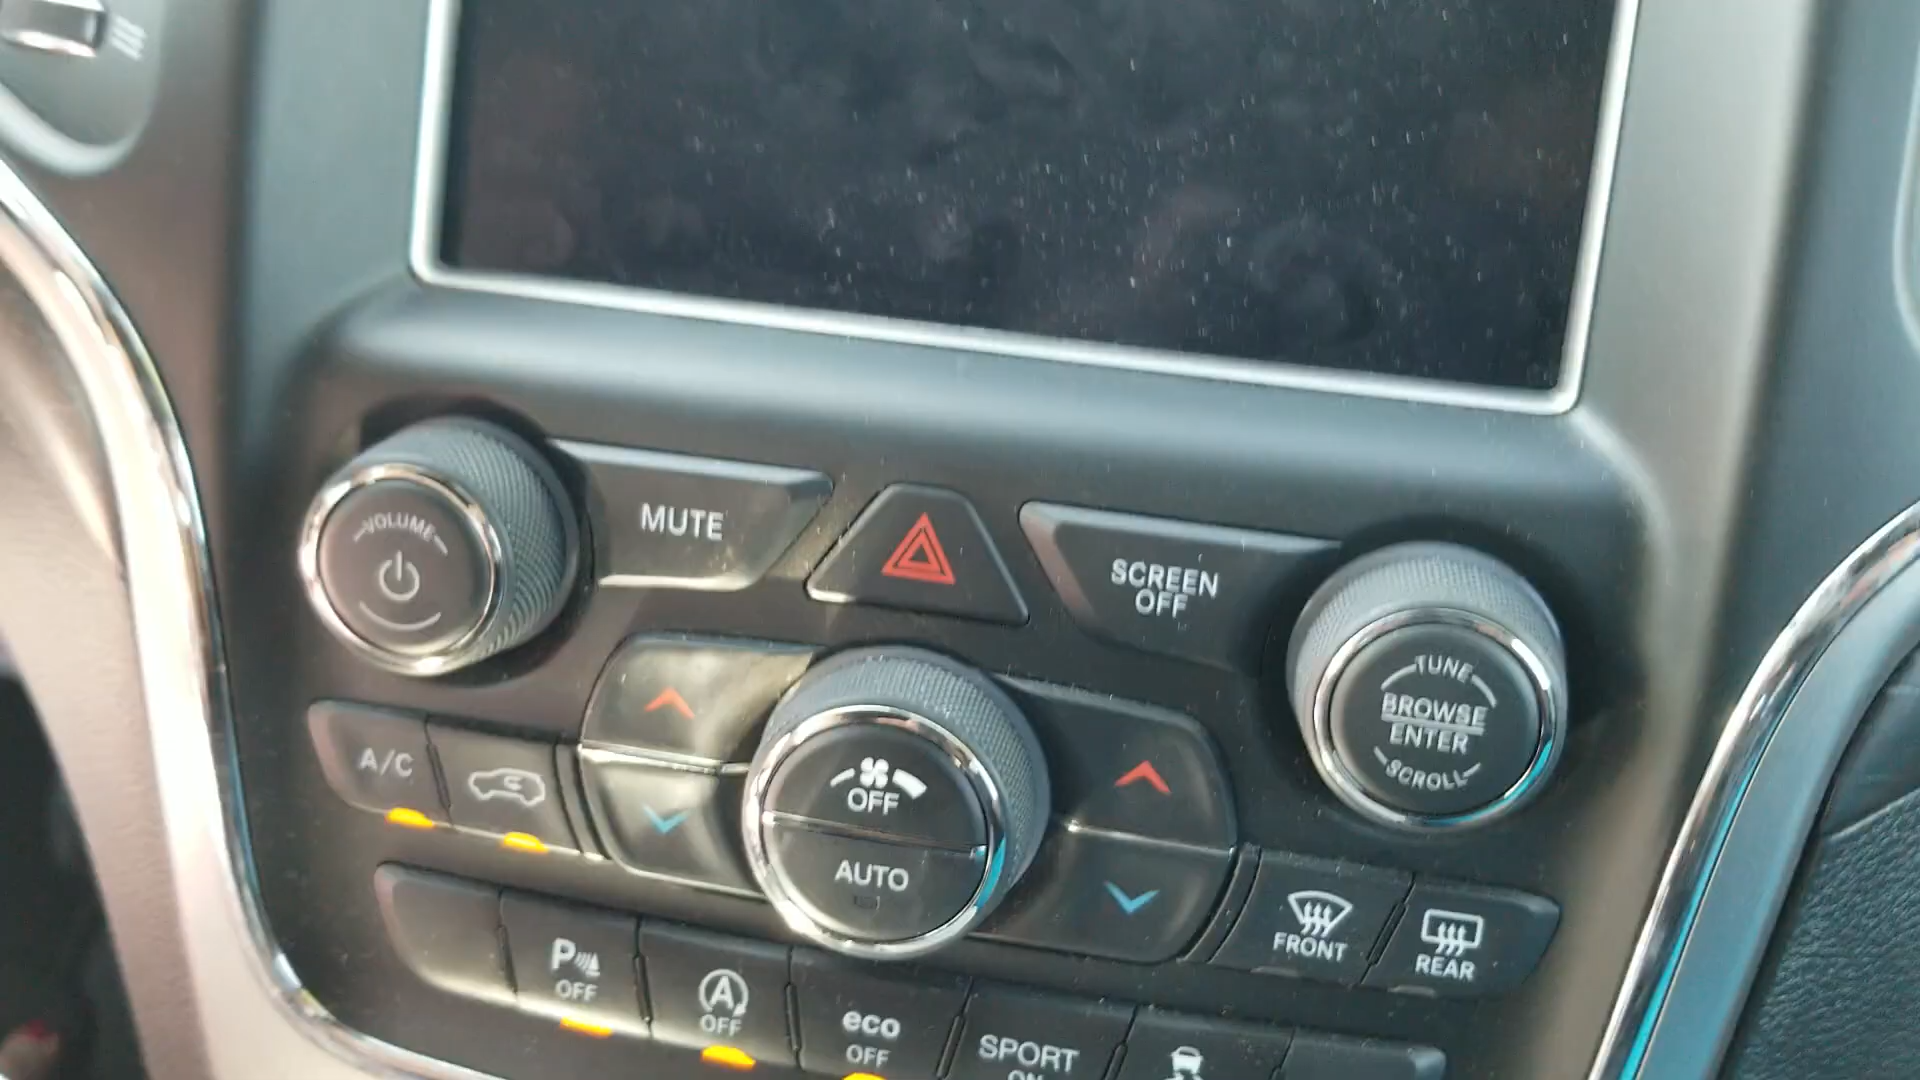 VOLUME
MUTE
SCREEN
OFF
TUNE
BROWSE
ENTER
SCROLL
A/C
OFF
AUTO
FRONT
REAR
P
OFF
A
OFF
eco
OFF
SPORT
ON